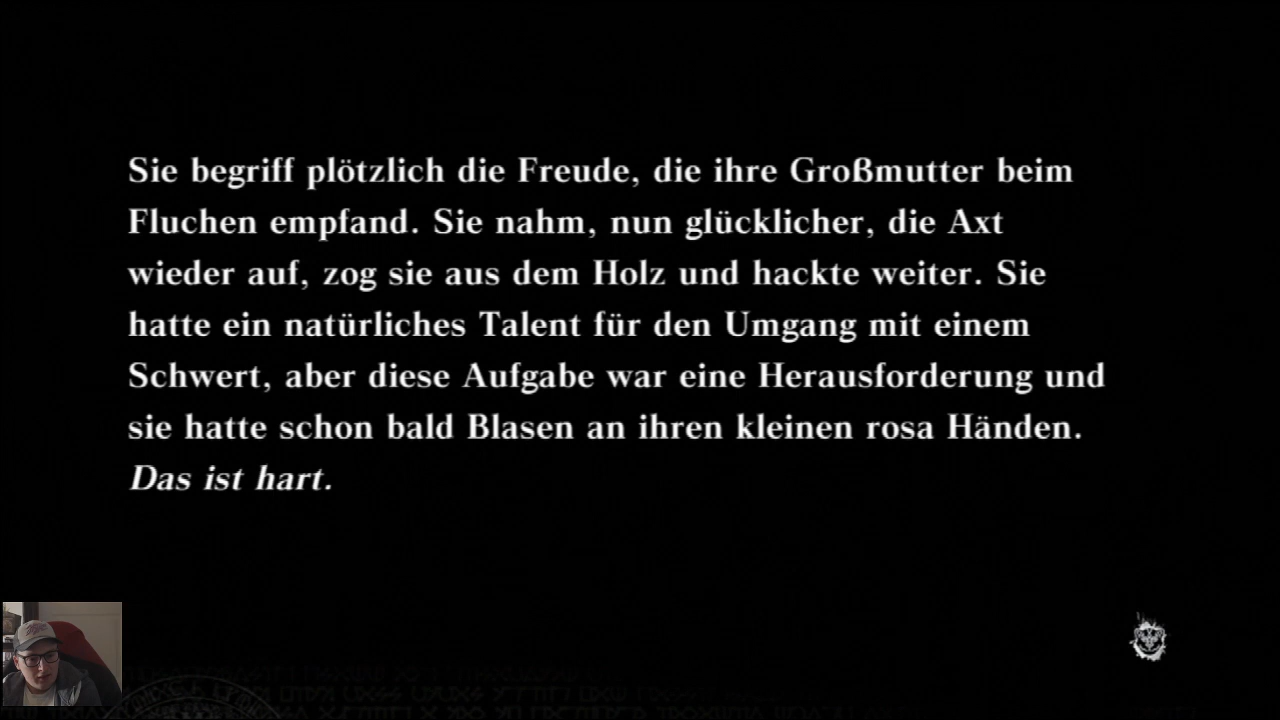 Sie begriff plötzlich die Freude, die ihre Großmutter beim
Fluchen empfand. Sie nahm, nun glücklicher, die Axt
wieder auf, zog sie aus dem Holz und hackte weiter. Sie
hatte ein natürliches Talent für den Umgang mit einem
Schwert, aber diese Aufgabe war eine Herausforderung und
sie hatte schon bald Blasen an ihren kleinen rosa Händen.
Das ist hart.